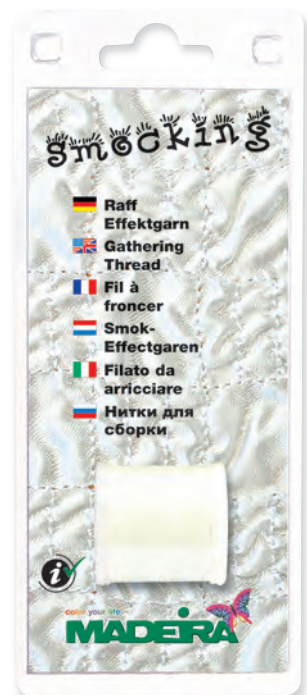 smocking
Raff
Effektgarn
Gathering
Thread
Fil à
froncer
Smok-
Effectgaren
Filato da
arricciare
Нитки для
сборки
i
color your life
MADEIRA